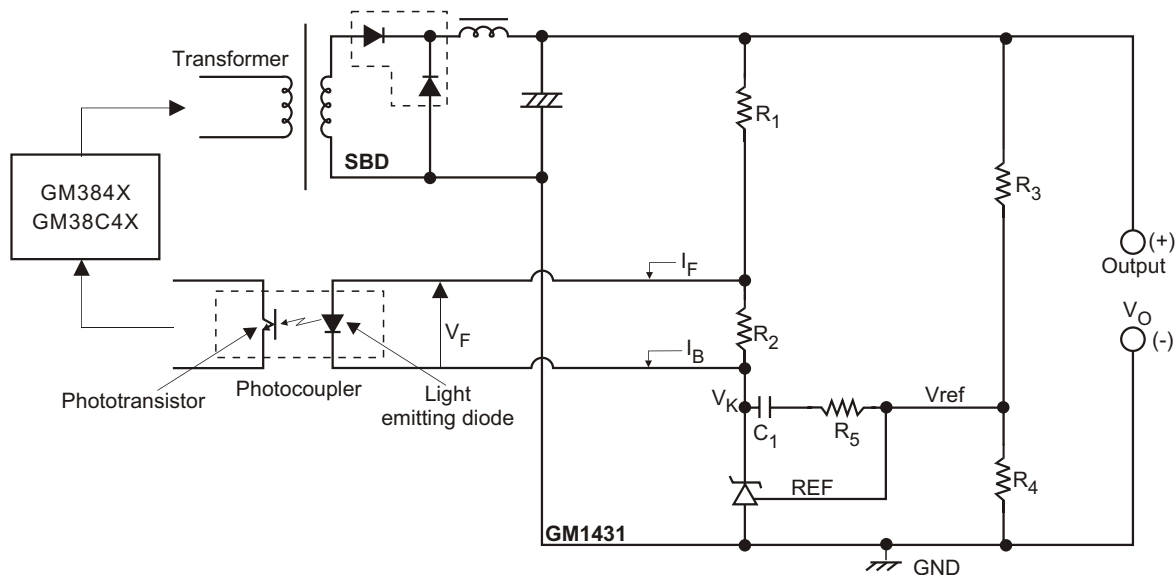 Transformer
SBD
R1
GM384X
GM38C4X
R3
(+)
Output
IF
VF
R2
VO
(-)
IB
Phototransistor
Photocoupler
Light
emitting diode
VK
C1
R5
Vref
REF
R4
GM1431
GND